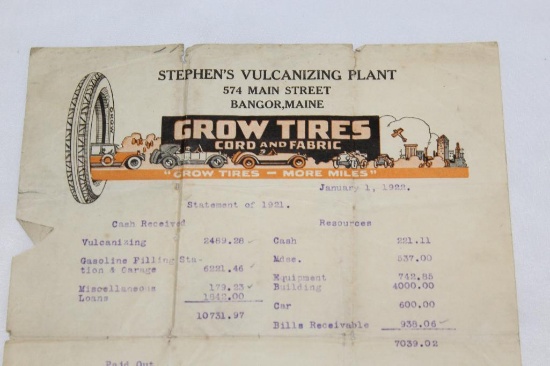 STEPHEN'S VULCANIZING PLANT
574 MAIN STREET
BANGOR, MAINE
GROW TIRES
CORD AND FABRIC
"GROW TIRES — MORE MILES"
January 1, 1922.
Statement of 1921.
Cash Received
Vulcanizing 2489.28
Gasoline Filling Sta-
tion & Garage 6221.46
Miscellaneous 179.23
Loans 1842.00
10731.97
Paid Out
Resources
Cash 221.11
Mdse. 537.00
Equipment 742.85
Building 4000.00
Car 600.00
Bills Receivable 938.06
7039.02